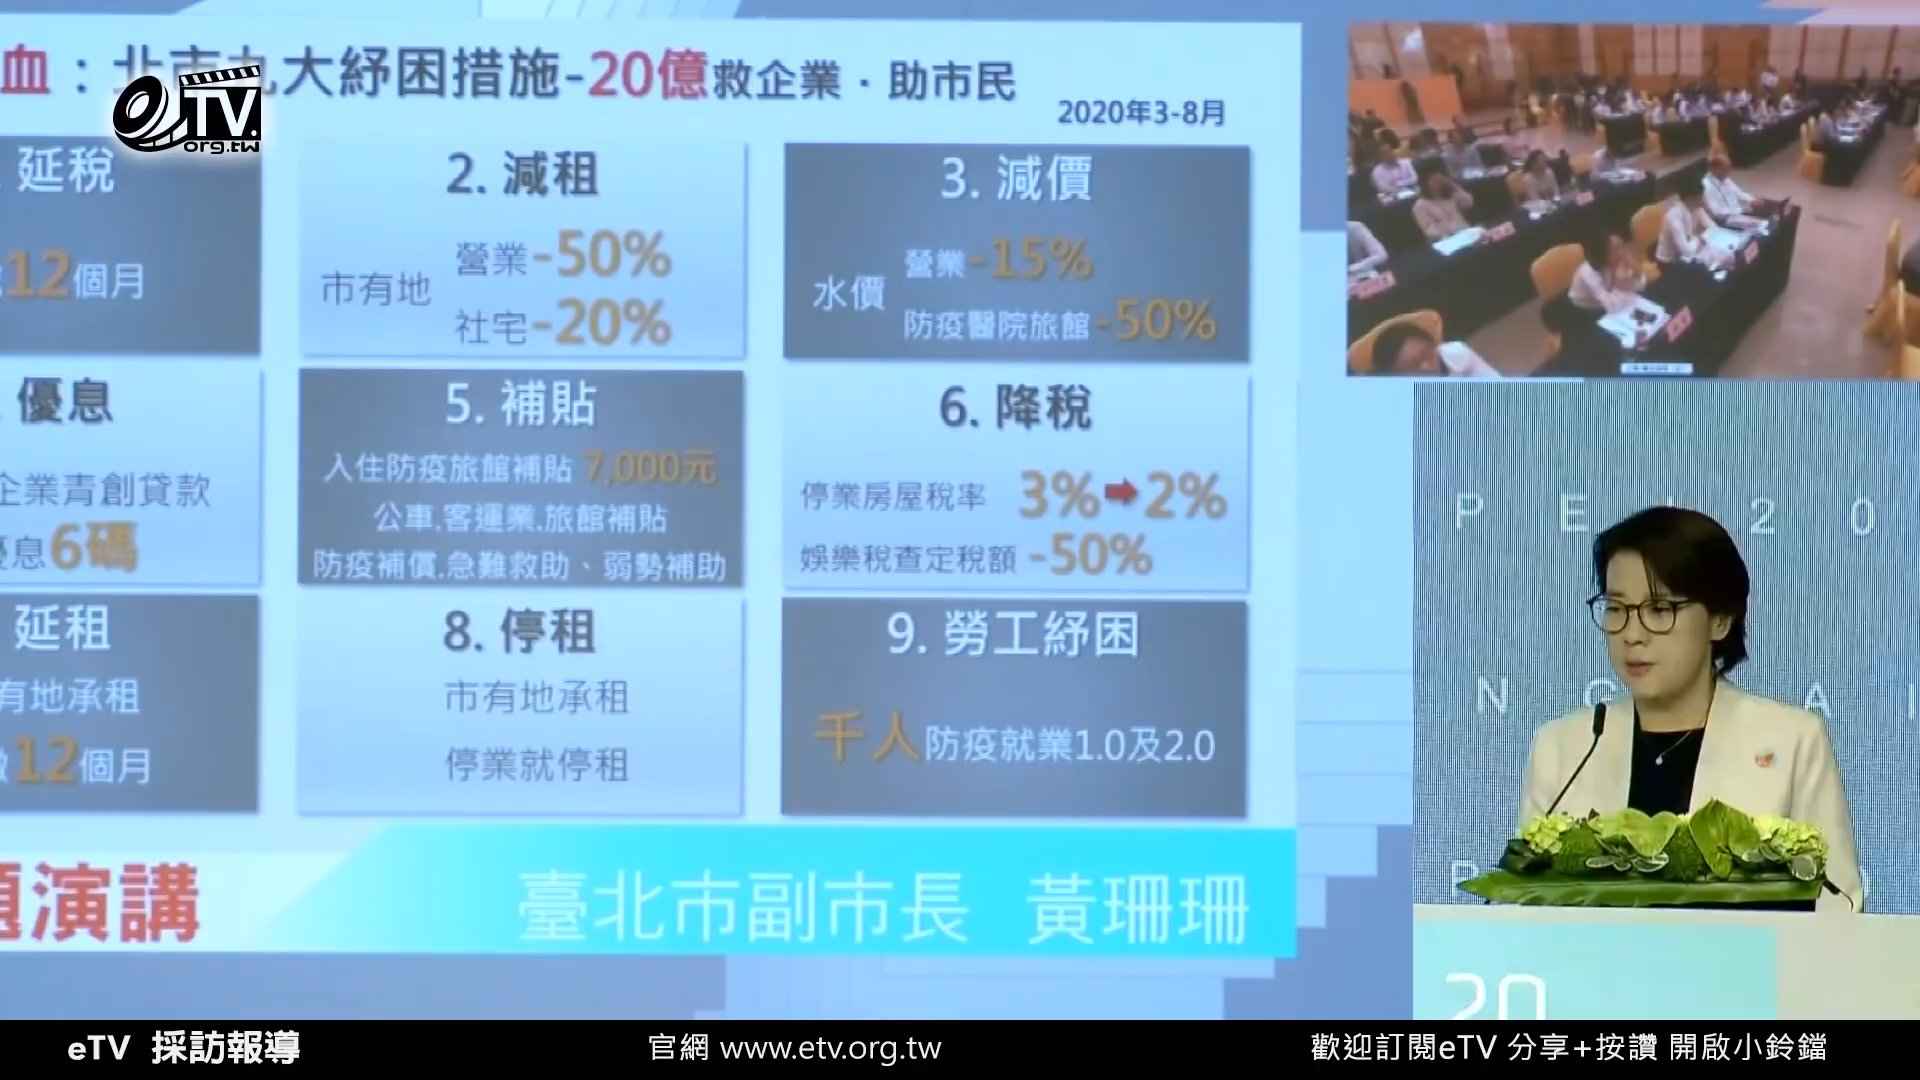 血：北市九大紓困措施-20億救企業．助市民
2020年3-8月
eTV.
org.tw
延稅
12個月
2. 減租
市有地
營業-50%
社宅-20%
3. 減價
水價
營業-15%
防疫醫院旅館-50%
優息
企業青創貸款
優息6碼
5. 補貼
入住防疫旅館補貼 7,000元
公車.客運業.旅館補貼
防疫補償.急難救助、弱勢補助
6. 降稅
停業房屋稅率 3%➡2%
娛樂稅查定稅額 -50%
延租
有地承租
繳12個月
8. 停租
市有地承租
停業就停租
9. 勞工紓困
千人防疫就業1.0及2.0
題演講
臺北市副市長 黃珊珊
P E I 2 0
N G A I
20
eTV 採訪報導
官網 www.etv.org.tw
歡迎訂閱eTV 分享+按讚 開啟小鈴鐺